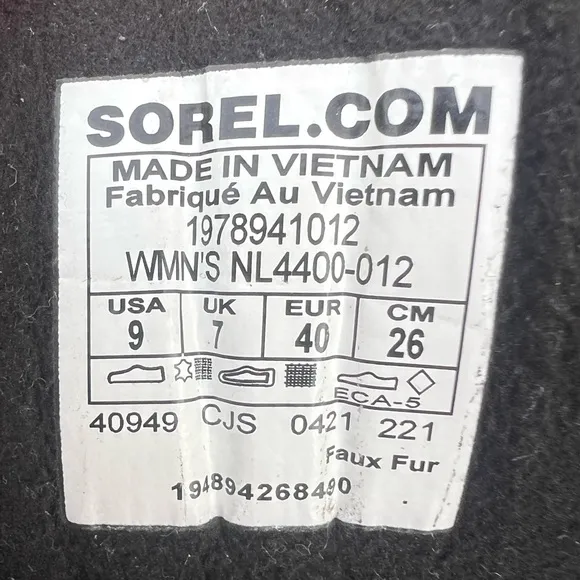 SOREL.COM
MADE IN VIETNAM
Fabriqué Au Vietnam
1978941012
WMN'S NL4400-012
USA UK EUR CM
9 7 40 26
ECA-5
40949 CJS 0421 221
Faux Fur
194894268490